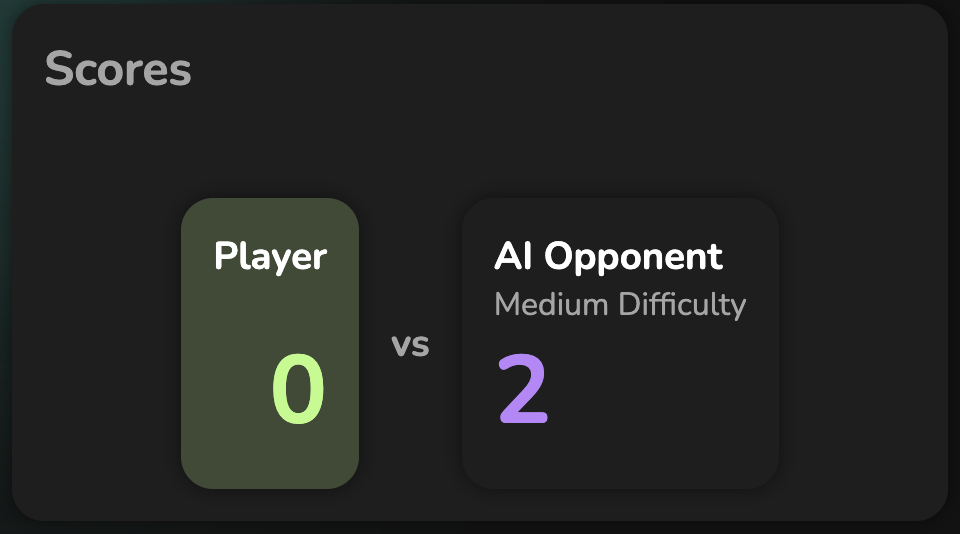 Scores
Player
0
vs
AI Opponent
Medium Difficulty
2